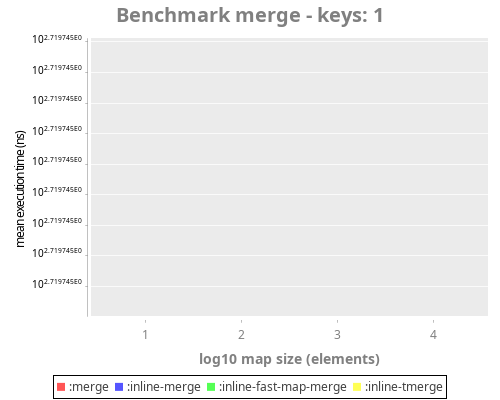 Benchmark merge - keys: 1
10^2.719745E0
10^2.719745E0
10^2.719745E0
10^2.719745E0
10^2.719745E0
10^2.719745E0
10^2.719745E0
10^2.719745E0
10^2.719745E0
mean execution time (ns)
1 2 3 4
log10 map size (elements)
:merge :inline-merge :inline-fast-map-merge :inline-tmerge